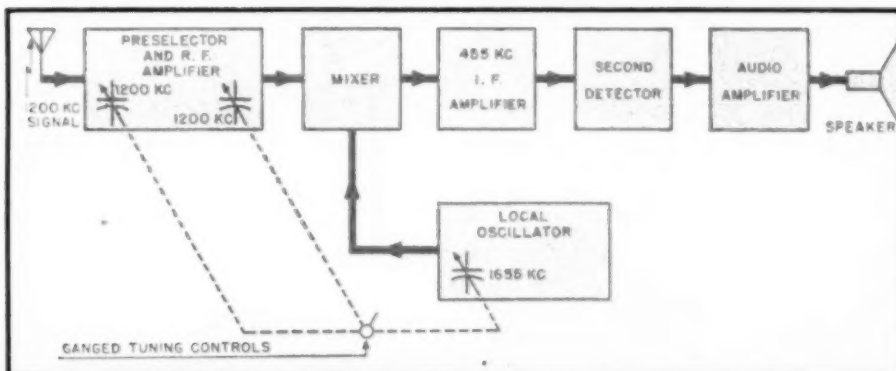 PRESELECTOR
AND R. F.
AMPLIFIER
1200 KC
1200 KC
1200 KC
SIGNAL
MIXER
455 KC
I. F.
AMPLIFIER
SECOND
DETECTOR
AUDIO
AMPLIFIER
SPEAKER
LOCAL
OSCILLATOR
1655 KC
GANGED TUNING CONTROLS